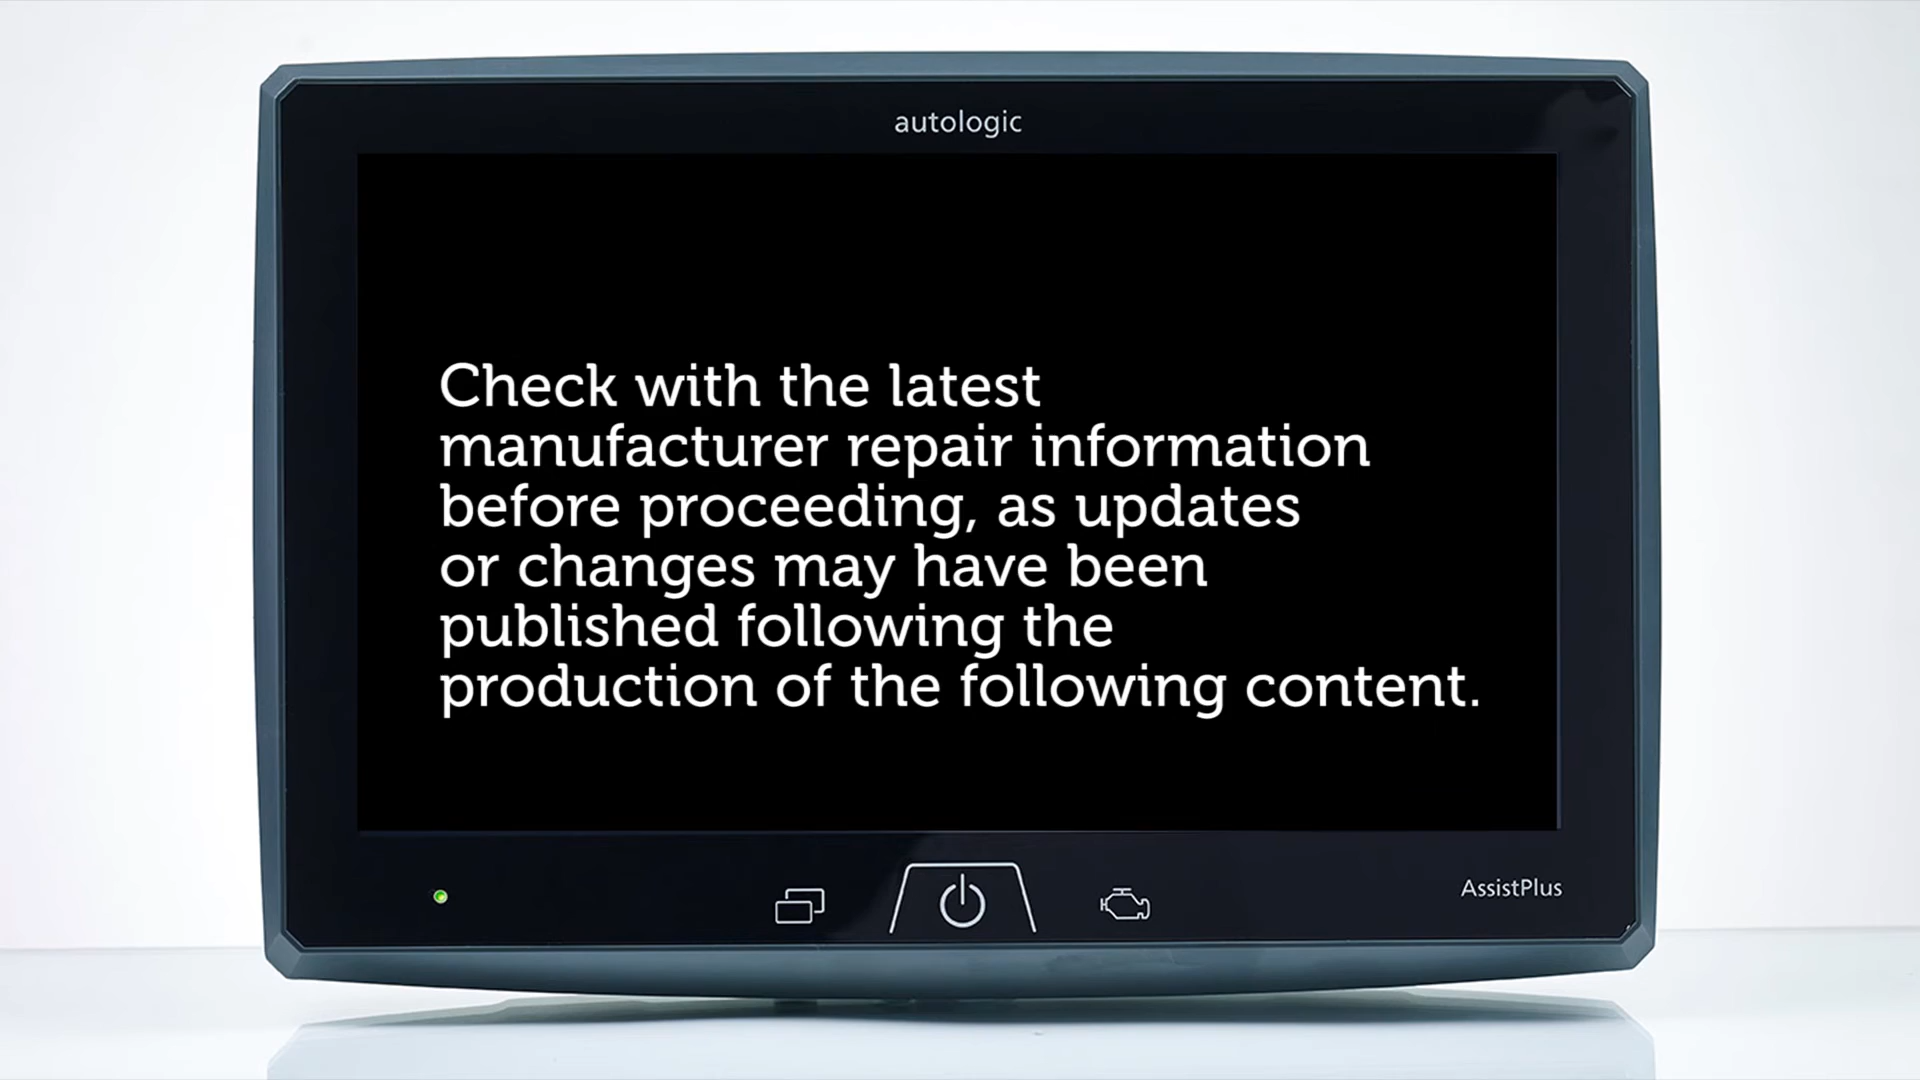 autologic
Check with the latest
manufacturer repair information
before proceeding, as updates
or changes may have been
published following the
production of the following content.
AssistPlus